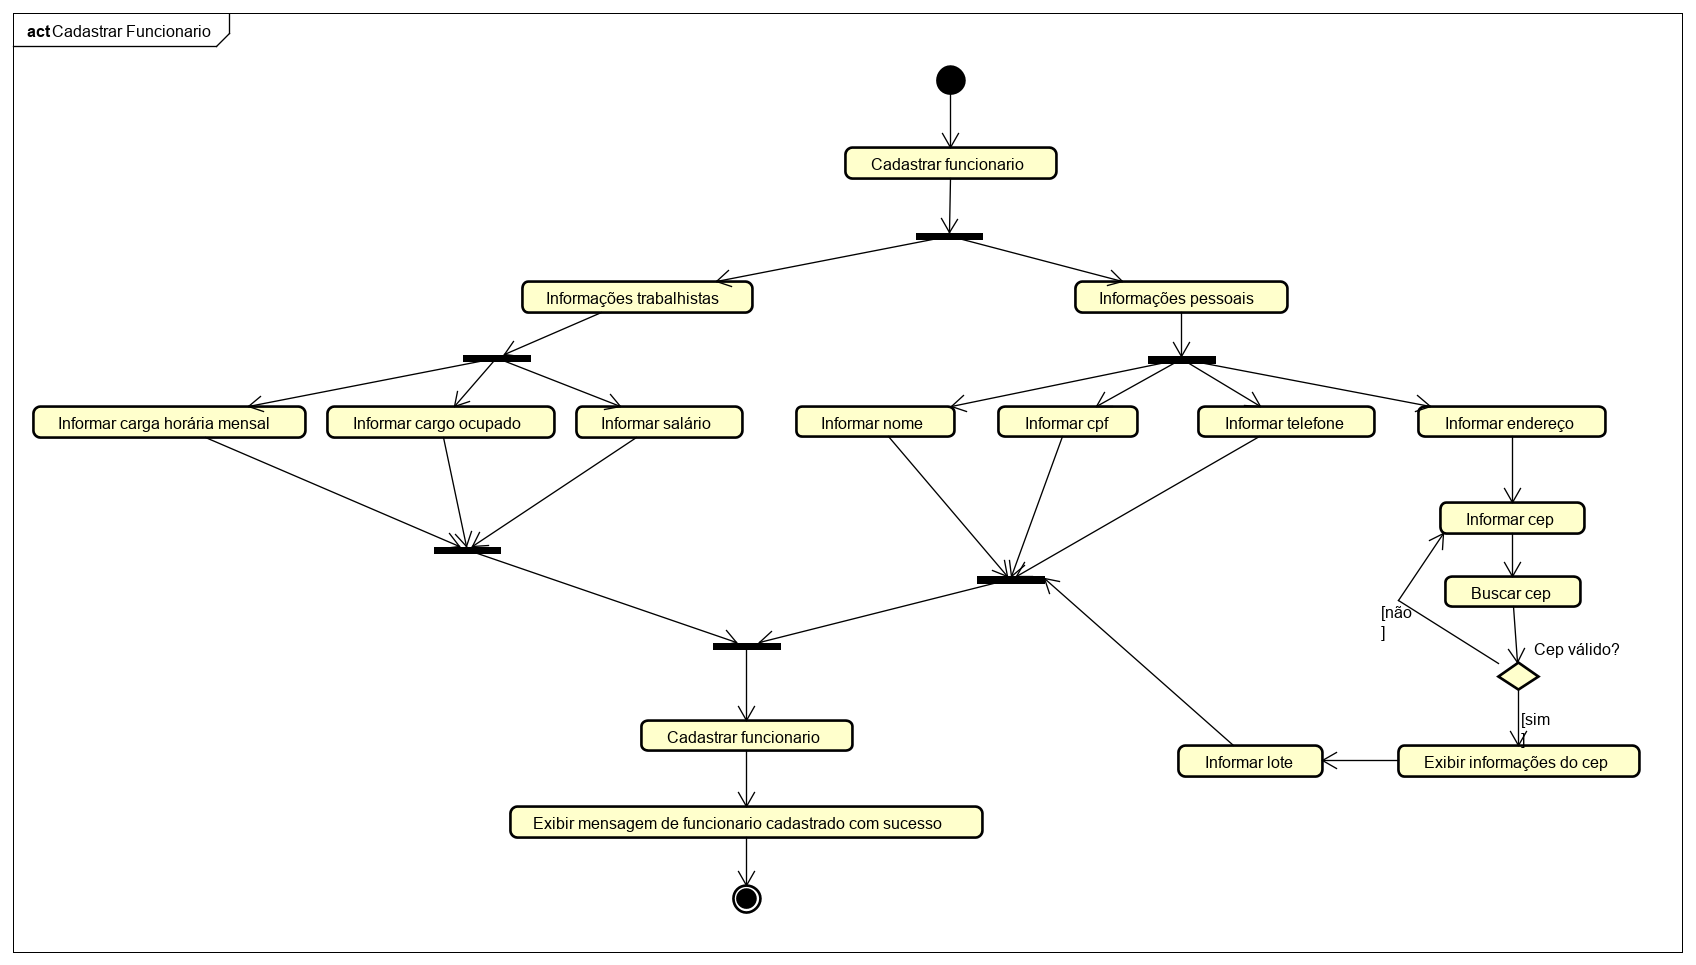 act Cadastrar Funcionario
Cadastrar funcionario
Informações trabalhistas
Informações pessoais
Informar carga horária mensal
Informar cargo ocupado
Informar salário
Informar nome
Informar cpf
Informar telefone
Informar endereço
Informar cep
Buscar cep
[não
]
Cep válido?
[sim
]
Cadastrar funcionario
Informar lote
Exibir informações do cep
Exibir mensagem de funcionario cadastrado com sucesso